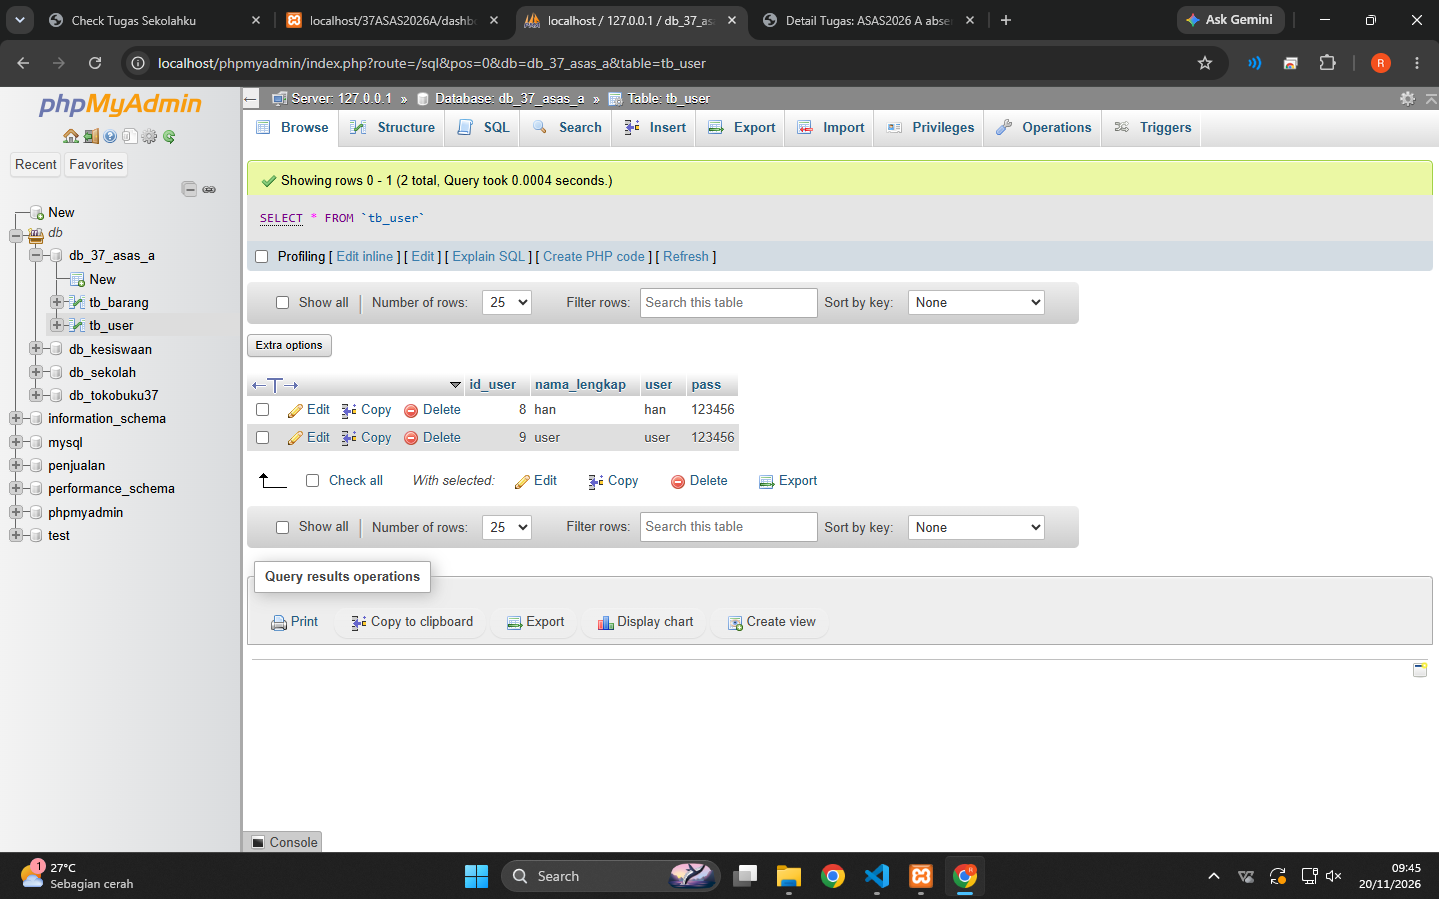 Check Tugas Sekolahku
localhost/37ASAS2026A/dashb
localhost / 127.0.0.1 / db_37_as
Detail Tugas: ASAS2026 A abse
Ask Gemini
localhost/phpmyadmin/index.php?route=/sql&pos=0&db=db_37_asas_a&table=tb_user
R
phpMyAdmin
Server: 127.0.0.1 » Database: db_37_asas_a » Table: tb_user
Browse Structure SQL Search Insert Export Import Privileges Operations Triggers
Recent Favorites
New
db
db_37_asas_a
New
tb_barang
tb_user
db_kesiswaan
db_sekolah
db_tokobuku37
information_schema
mysql
penjualan
performance_schema
phpmyadmin
test
Showing rows 0 - 1 (2 total, Query took 0.0004 seconds.)
SELECT * FROM `tb_user`
Profiling [ Edit inline ] [ Edit ] [ Explain SQL ] [ Create PHP code ] [ Refresh ]
Show all Number of rows: 25 Filter rows: Search this table Sort by key: None
Extra options
id_user nama_lengkap user pass
Edit Copy Delete 8 han han 123456
Edit Copy Delete 9 user user 123456
Check all With selected: Edit Copy Delete Export
Show all Number of rows: 25 Filter rows: Search this table Sort by key: None
Query results operations
Print Copy to clipboard Export Display chart Create view
Console
1
27°C
Sebagian cerah
Search
09:45
20/11/2026